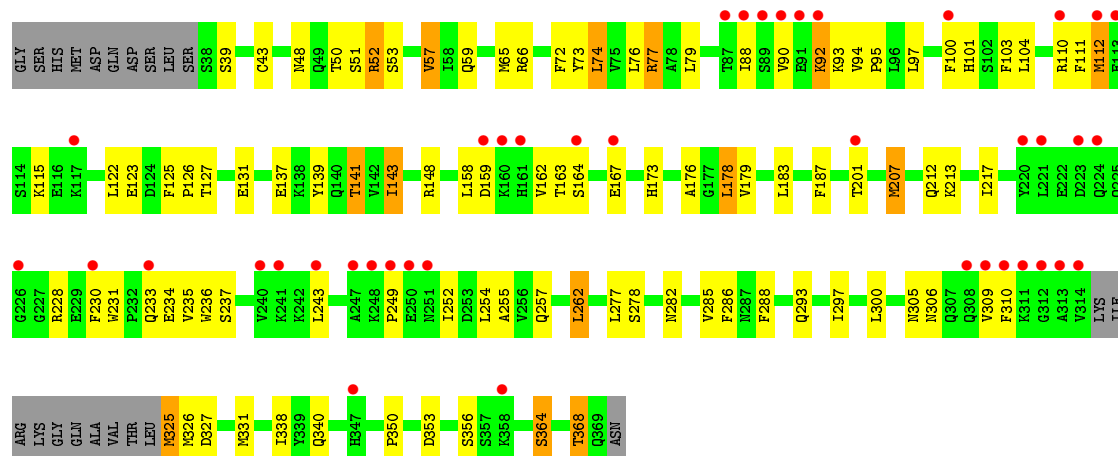 GLY SER HIS MET ASP GLN ASP SER LEU SER S38 S39 C43 N48 Q49 T50 S51 R52 S53 V57 I58 Q59 M65 R66 F72 Y73 L74 V75 L76 R77 A78 L79 T87 I88 S89 V90 E91 K92 K93 V94 P95 L96 L97 F100 H101 S102 F103 L104 R110 F111 M112 E113
S114 K115 E116 K117 L122 E123 D124 F125 P126 T127 E131 E137 K138 Y139 Q140 T141 V142 I143 R148 L158 D159 K160 H161 V162 T163 S164 E167 H173 A176 G177 L178 V179 L183 F187 T201 M207 Q212 K213 I217 Y220 L221 E222 D223 Q224
G226 G227 R228 E229 F230 W231 P232 Q233 E234 V235 W236 S237 V240 K241 K242 L243 A247 K248 P249 E250 N251 I252 D253 L254 A255 V256 Q257 L262 L277 S278 N282 V285 F286 N287 F288 Q293 I297 L300 N305 N306 Q307 Q308 V309 F310 K311 G312 A313 V314 LYS ILE
ARG LYS GLY GLN ALA VAL THR LEU M325 M326 D327 M331 I338 Y339 Q340 H347 P350 D353 S356 S357 K358 S364 T368 Q369 ASN